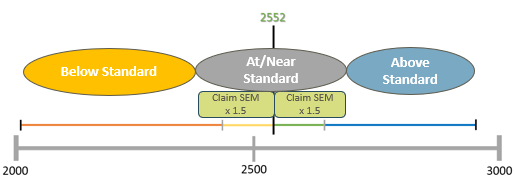 2552
Below Standard
At/Near
Standard
Above
Standard
Claim SEM
x 1.5
Claim SEM
x 1.5
2000
2500
3000